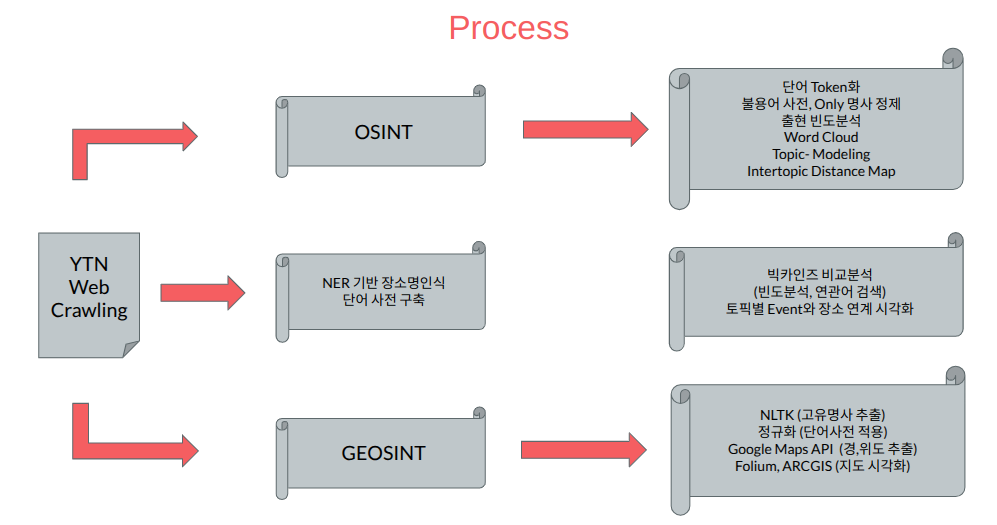 Process
YTN
Web
Crawling
OSINT
단어 Token화
불용어 사전, Only 명사 정제
출현 빈도분석
Word Cloud
Topic- Modeling
Intertopic Distance Map
NER 기반 장소명인식
단어 사전 구축
빅카인즈 비교분석
(빈도분석, 연관어 검색)
토픽별 Event와 장소 연계 시각화
GEOSINT
NLTK (고유명사 추출)
정규화 (단어사전 적용)
Google Maps API (경,위도 추출)
Folium, ARCGIS (지도 시각화)